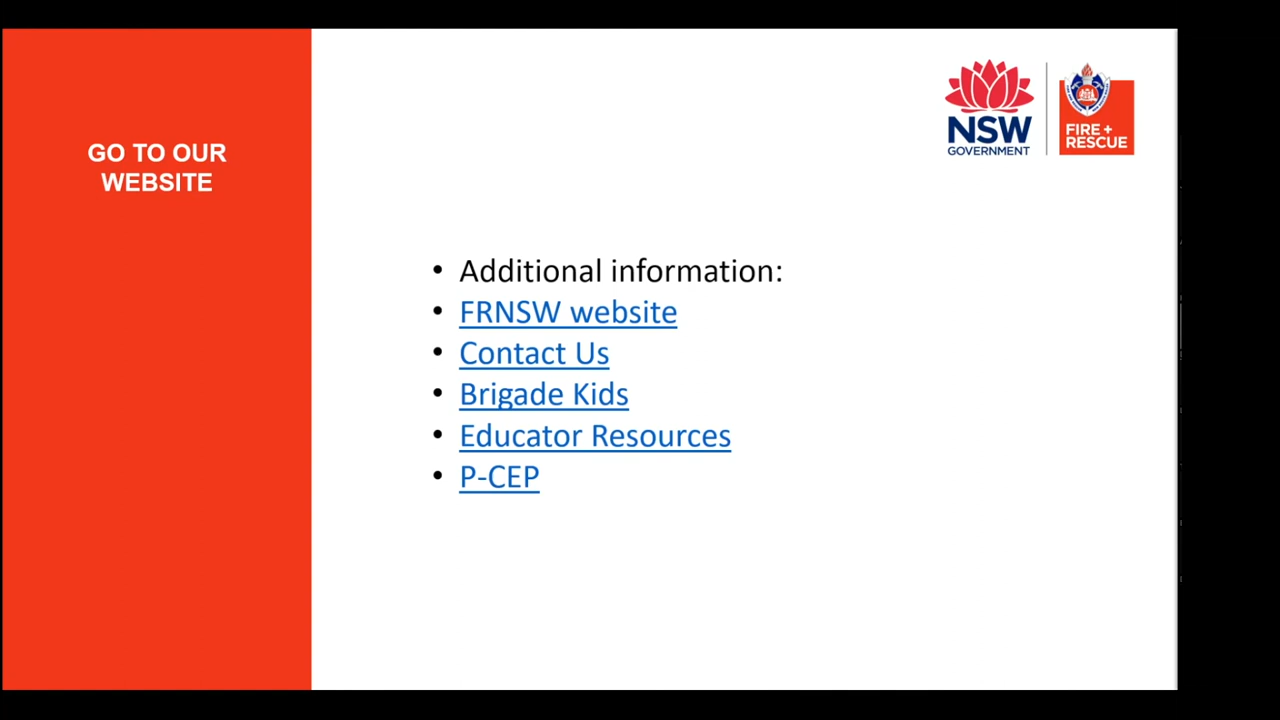 GO TO OUR
WEBSITE
NSW
GOVERNMENT
FIRE +
RESCUE
• Additional information:
• FRNSW website
• Contact Us
• Brigade Kids
• Educator Resources
• P-CEP